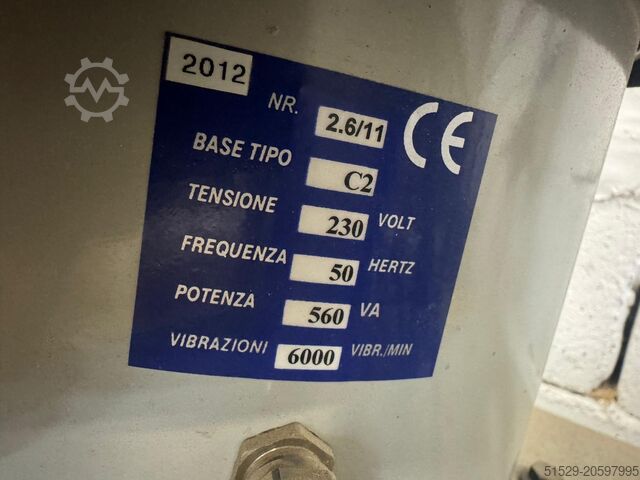 2012
NR. 2.6/11
BASE TIPO C2
TENSIONE 230 VOLT
FREQUENZA 50 HERTZ
POTENZA 560 VA
VIBRAZIONI 6000 VIBR./MIN
CE
51529-20597995